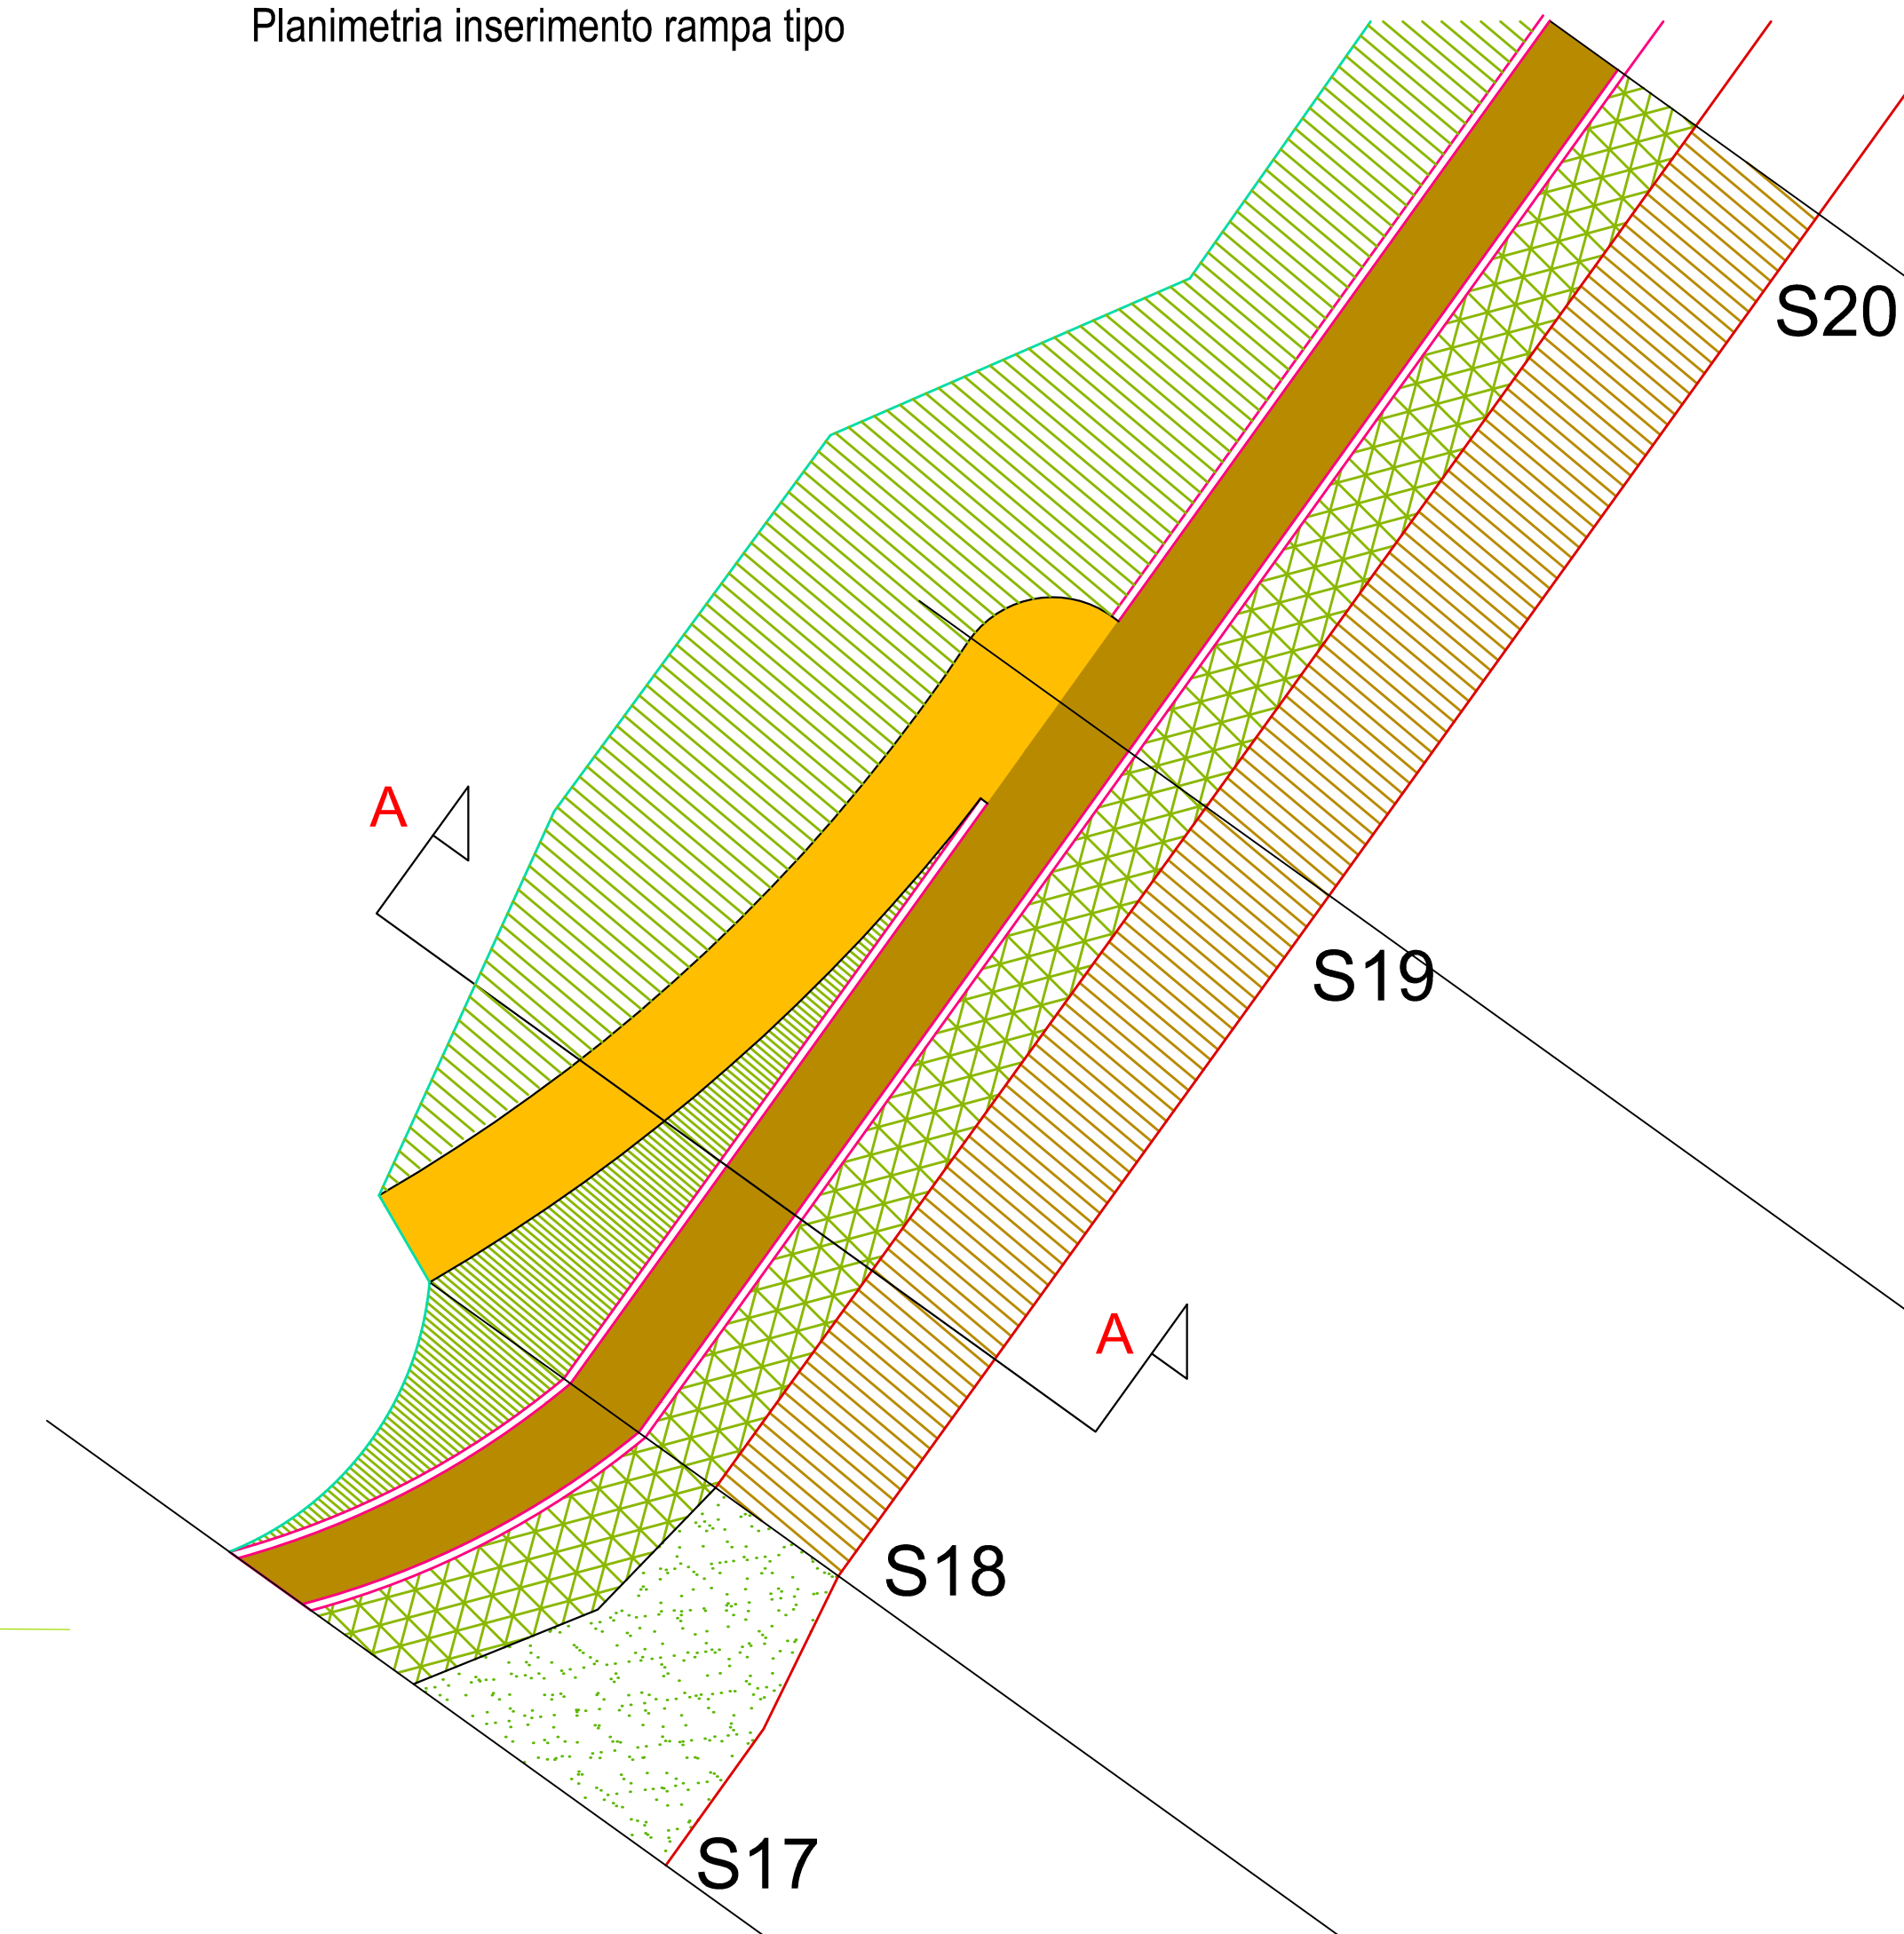 Planimetria inserimento rampa tipo
S20
A
S19
A
S18
S17